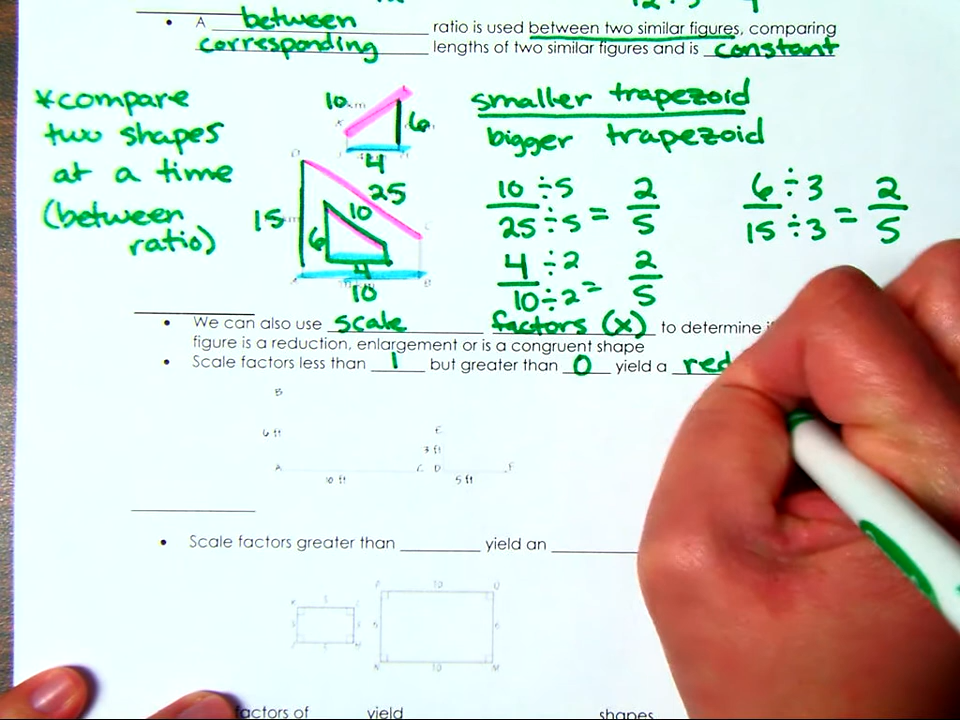 • A between ratio is used between two similar figures, comparing
corresponding lengths of two similar figures and is constant
*compare
two shapes
at a time
(between
ratio)
10
6
4
25
15
10
6
4
10
smaller trapezoid
bigger trapezoid
10 ÷5 2
25 ÷5 = 5
4 ÷2 2
10 ÷2 = 5
6 ÷ 3 2
15 ÷ 3 = 5
• We can also use scale factors (x) to determine
figure is a reduction, enlargement or is a congruent shape
• Scale factors less than 1 but greater than 0 yield a red
B
6 ft
A
10 ft
C D
E
3 ft
5 ft
F
• Scale factors greater than yield an
10
Q
6
6
N
10
M
factors of yield shapes